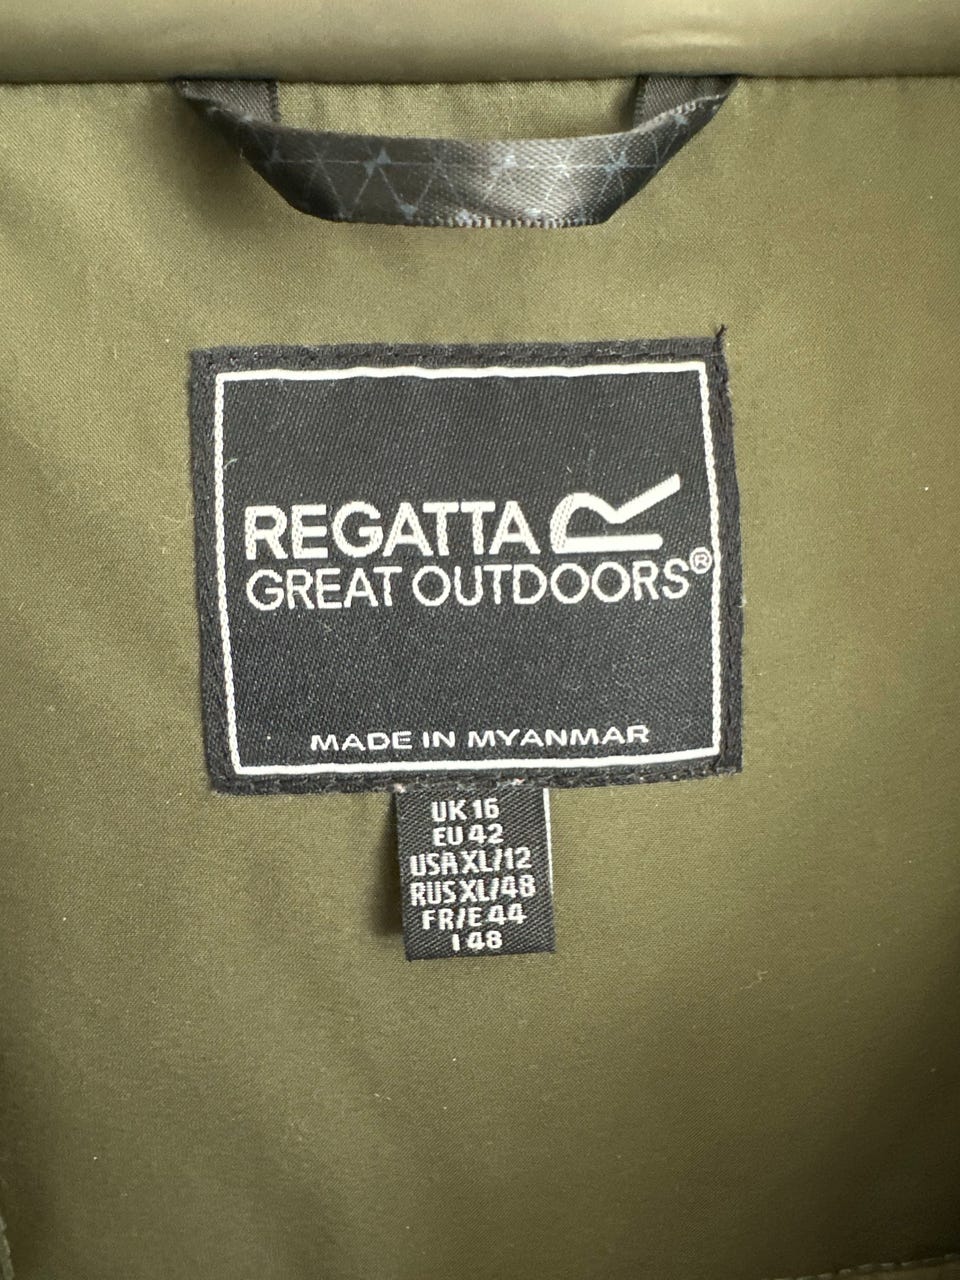 REGATTA
GREAT OUTDOORS®
MADE IN MYANMAR
UK 16
EU 42
USA XL/12
RUS XL/48
FR/E 44
I 48